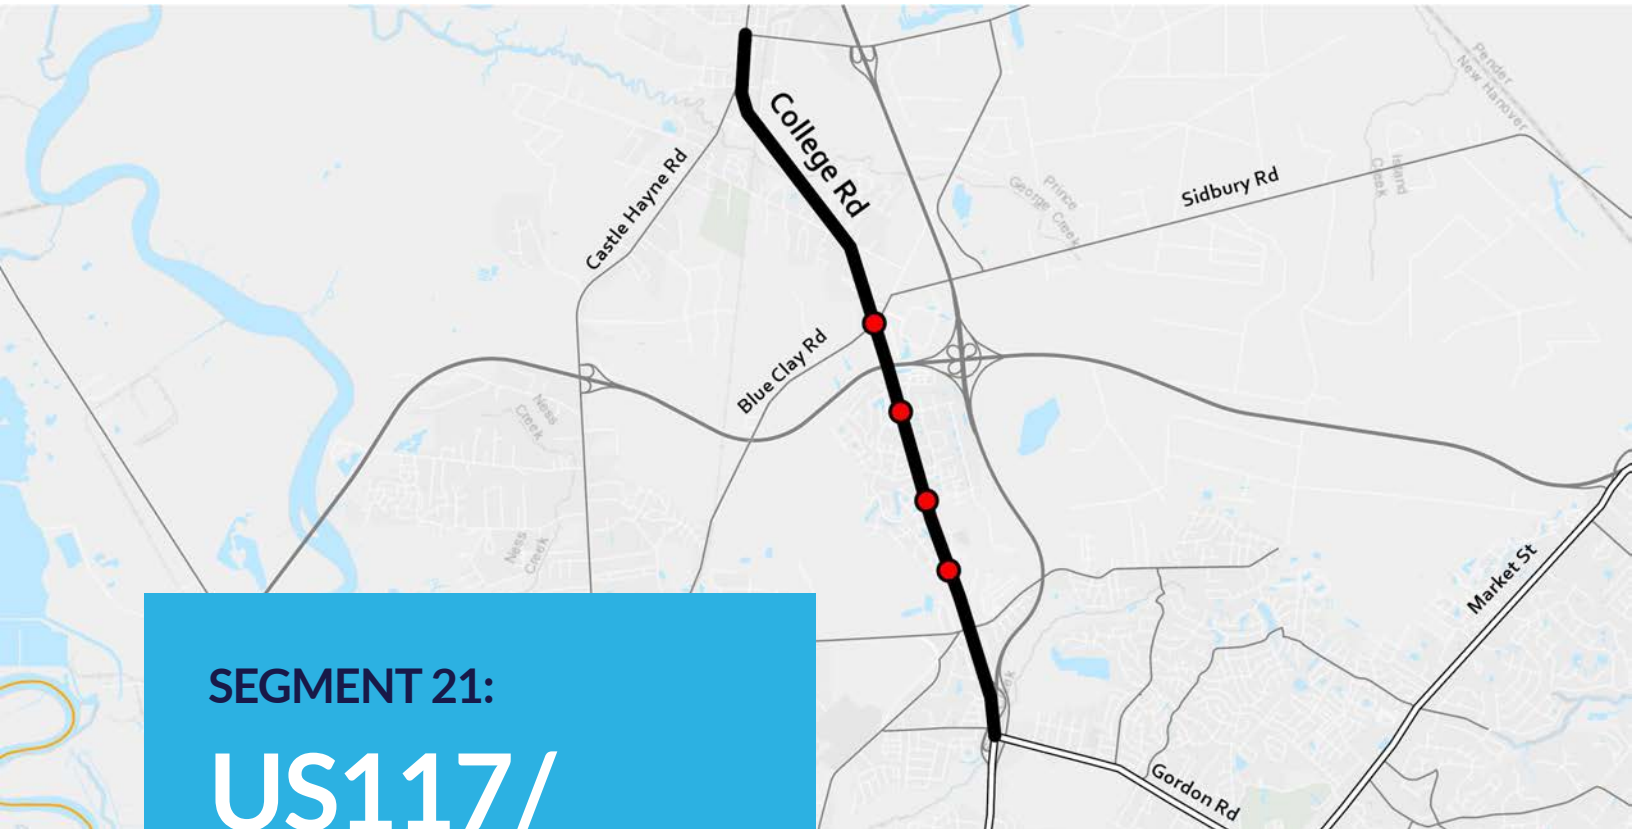 Pender
New Hanover
College Rd
Castle Hayne Rd
Prince
George Creek
Island
Creek
Sidbury Rd
Blue Clay Rd
Ness
Creek
Ness
Creek
Market St
Gordon Rd
SEGMENT 21:
US117/